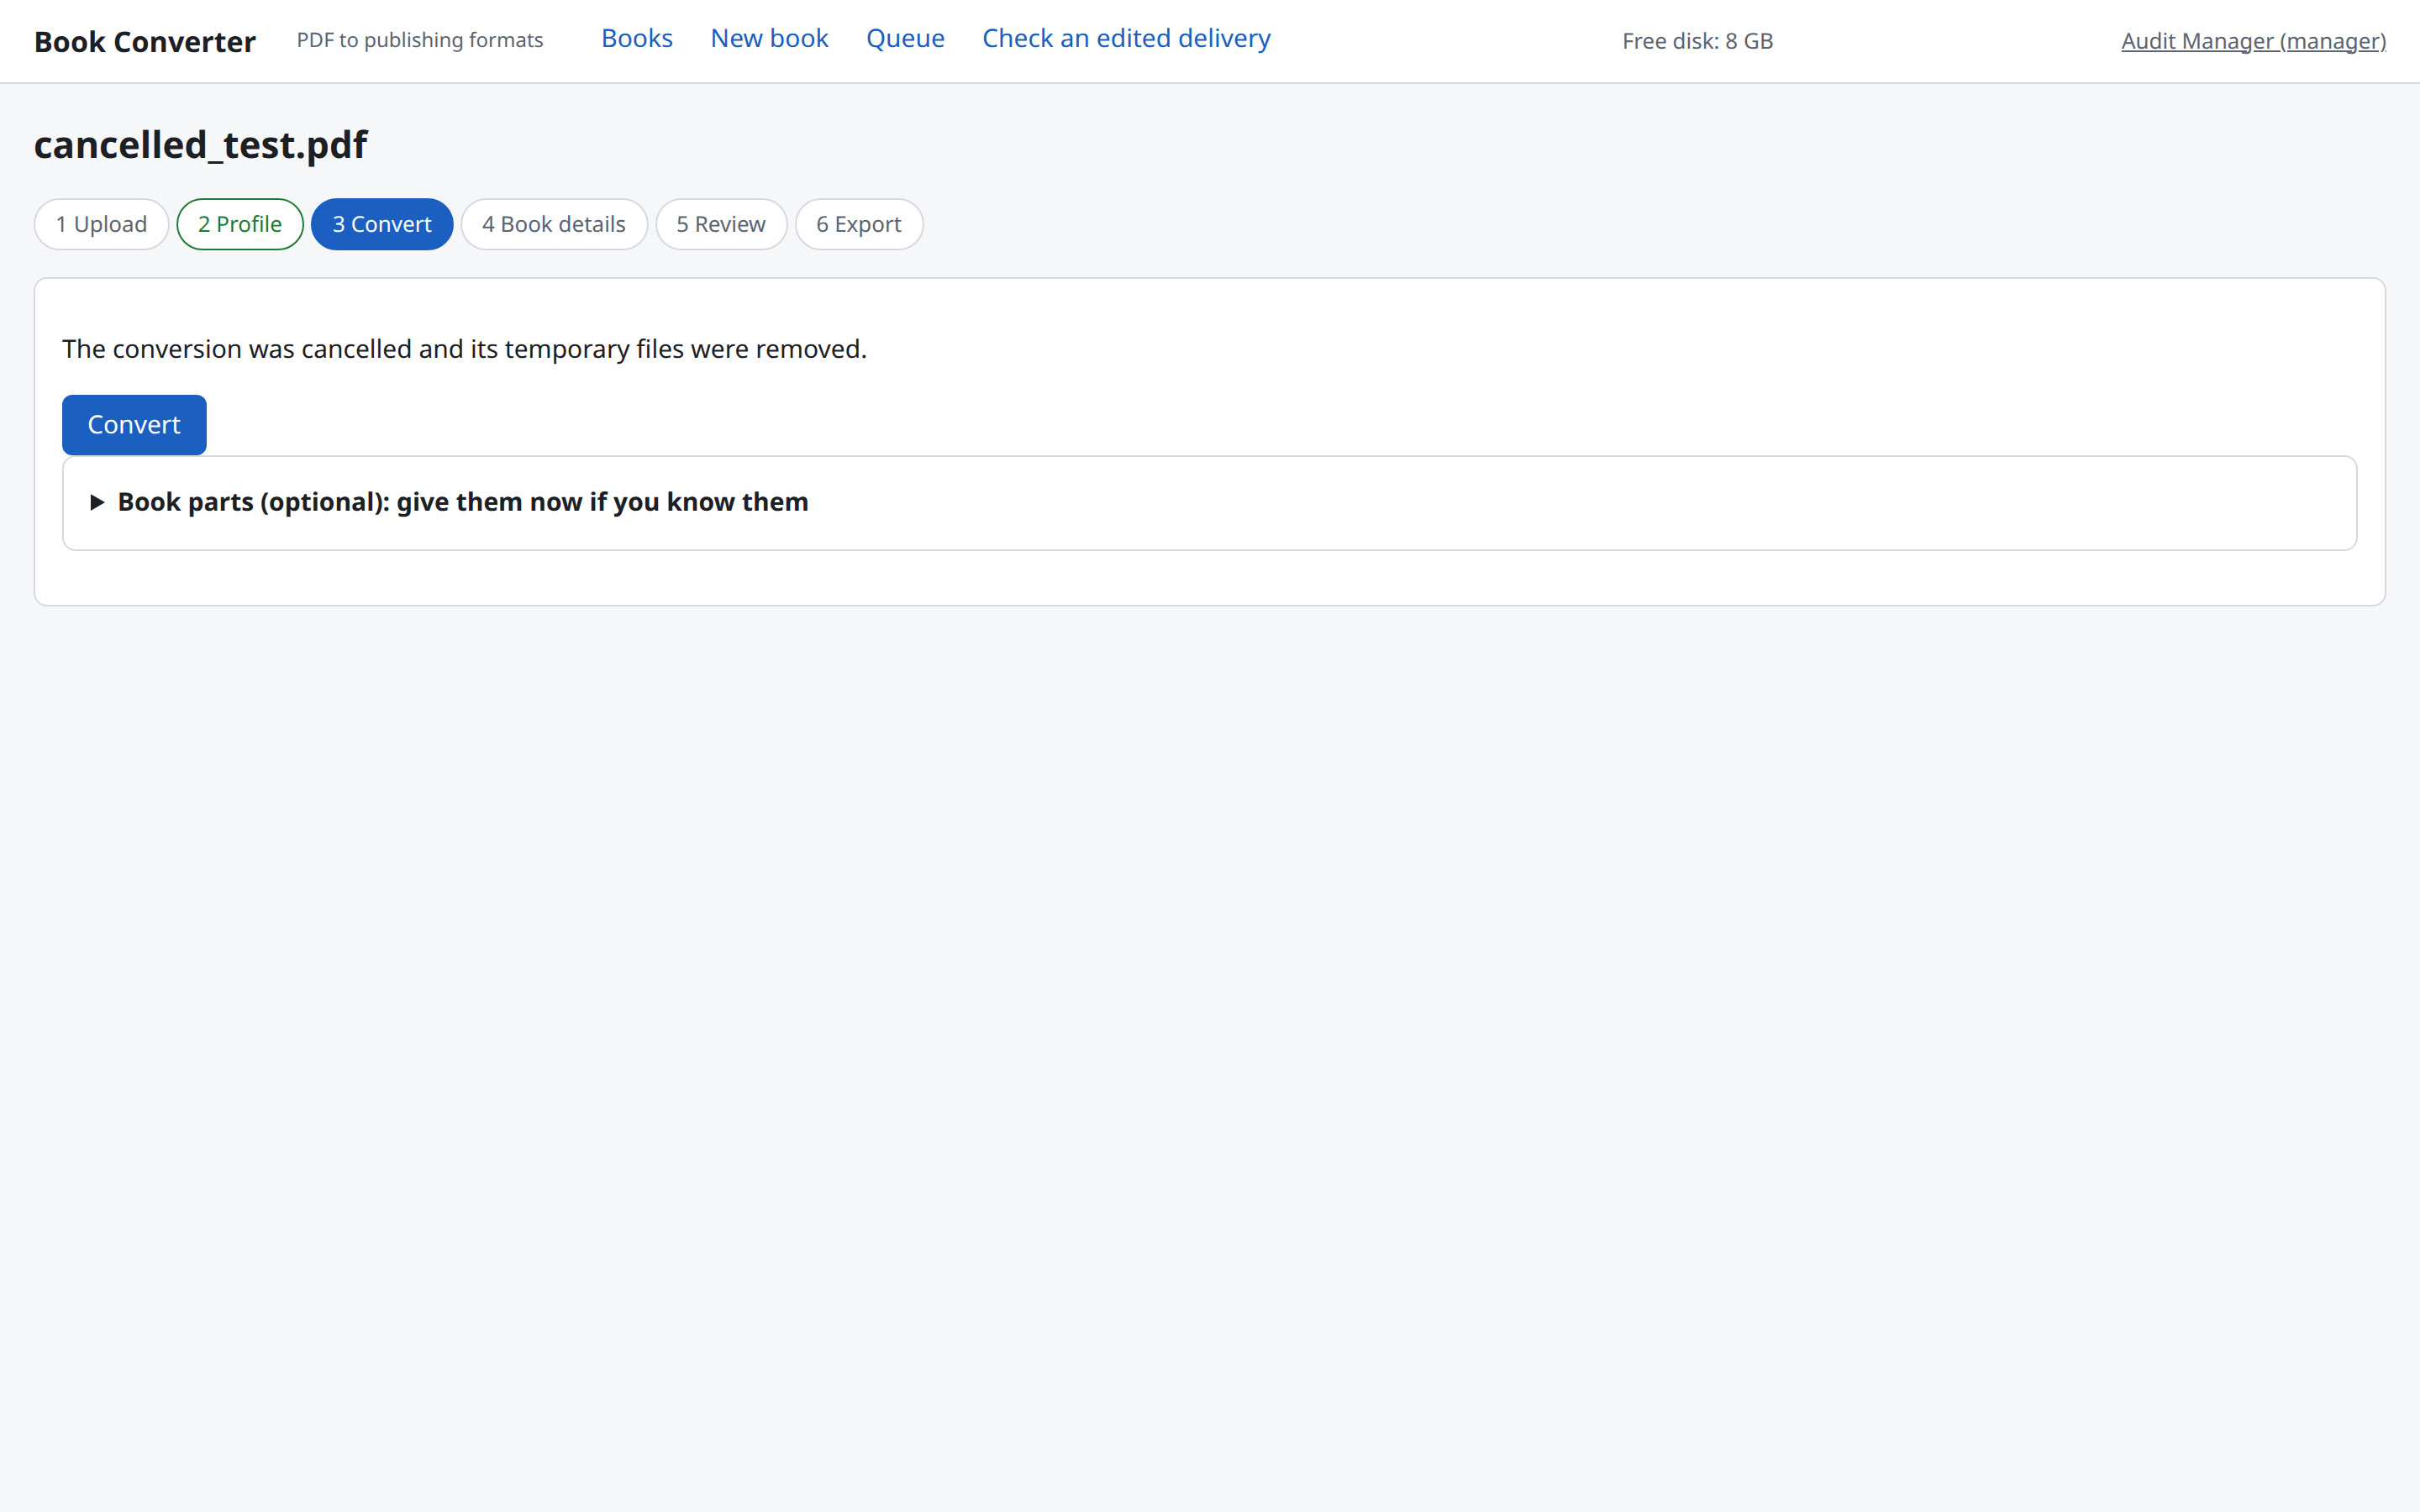 Book Converter PDF to publishing formats Books New book Queue Check an edited delivery Free disk: 8 GB Audit Manager (manager)
cancelled_test.pdf
1 Upload 2 Profile 3 Convert 4 Book details 5 Review 6 Export
The conversion was cancelled and its temporary files were removed.
Convert
Book parts (optional): give them now if you know them